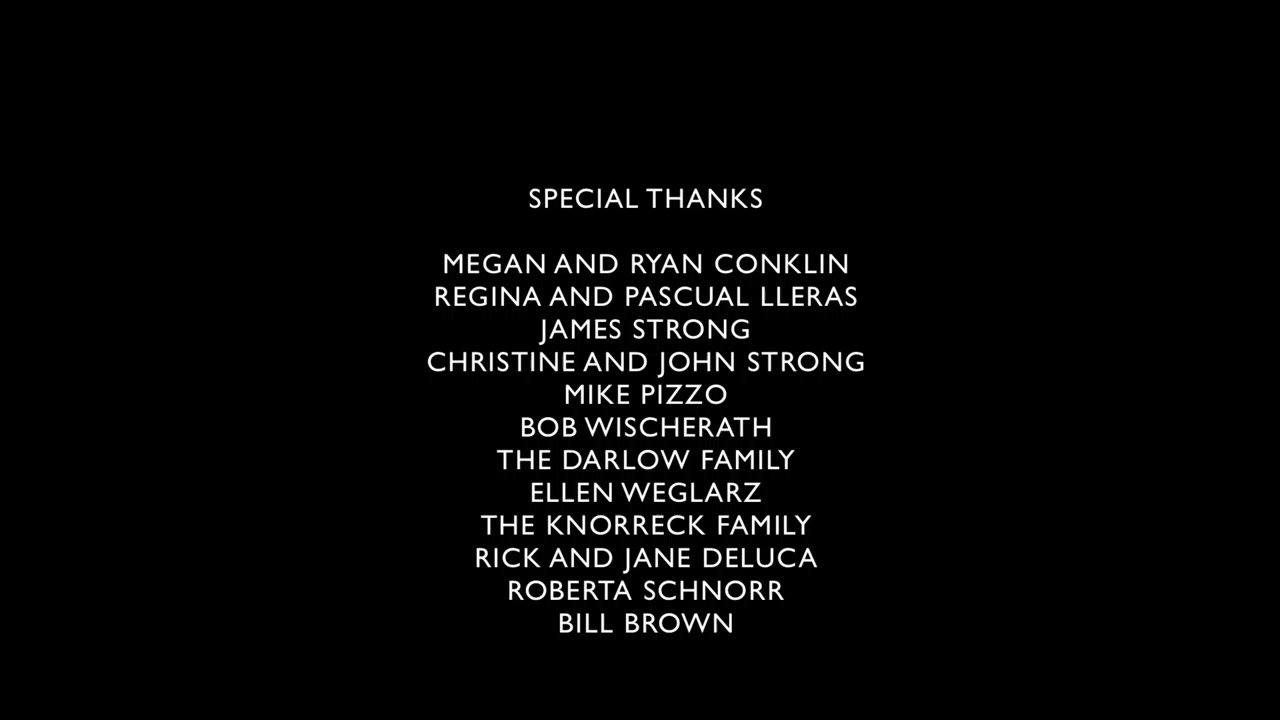 SPECIAL THANKS
MEGAN AND RYAN CONKLIN
REGINA AND PASCUAL LLERAS
JAMES STRONG
CHRISTINE AND JOHN STRONG
MIKE PIZZO
BOB WISCHERATH
THE DARLOW FAMILY
ELLEN WEGLARZ
THE KNORRECK FAMILY
RICK AND JANE DELUCA
ROBERTA SCHNORR
BILL BROWN